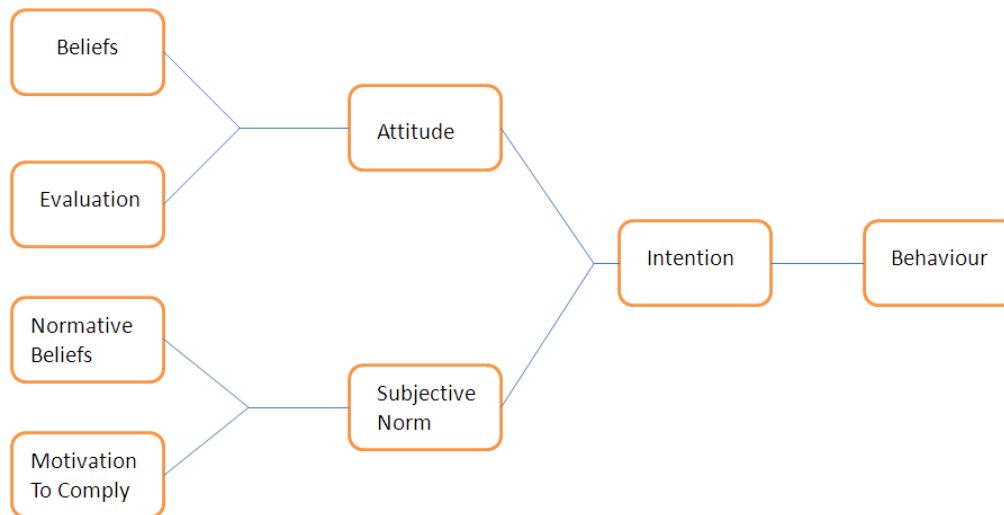 Beliefs
Evaluation
Normative
Beliefs
Motivation
To Comply
Attitude
Subjective
Norm
Intention
Behaviour